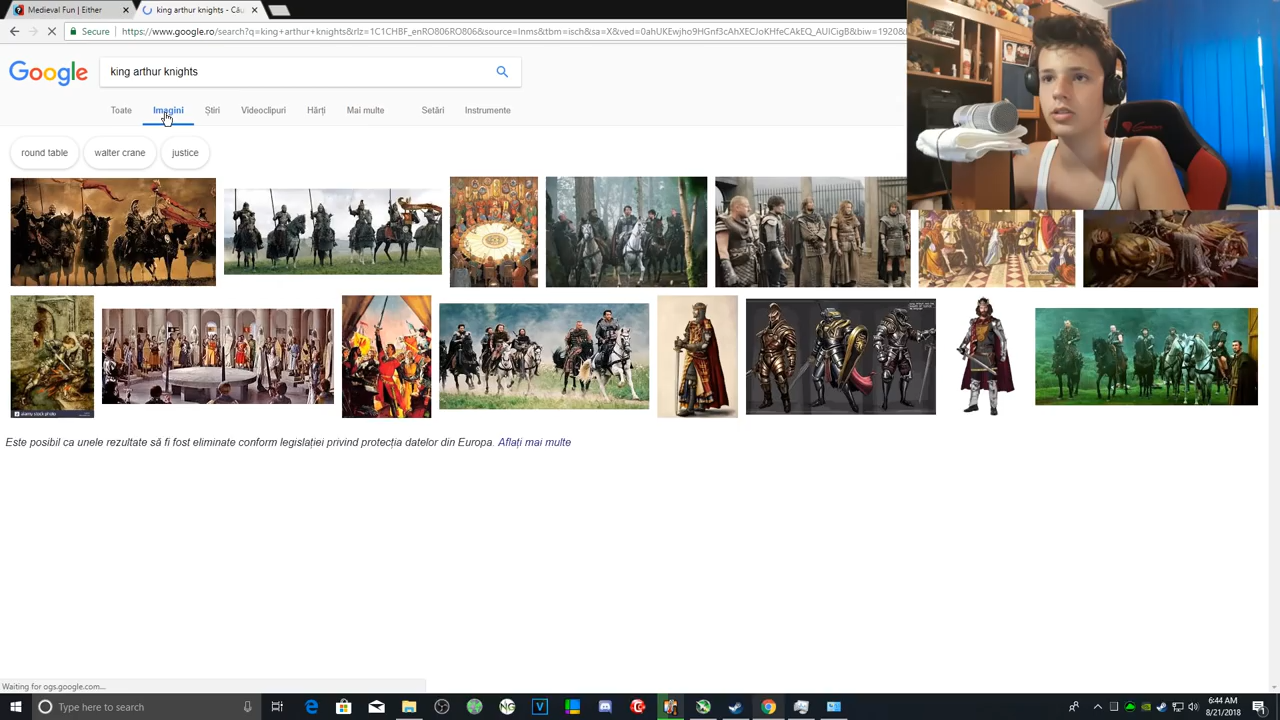 Medieval Fun | Either
king arthur knights - Cău
Secure
https://www.google.ro/search?q=king+arthur+knights&rlz=1C1CHBF_enRO806RO806&source=lnms&tbm=isch&sa=X&ved=0ahUKEwjho9HGnf3cAhXECJoKHfeCAkEQ_AUICigB&biw=1920&
Google
king arthur knights
Toate
Imagini
Știri
Videoclipuri
Hărți
Mai multe
Setări
Instrumente
round table
walter crane
justice
alamy stock photo
Este posibil ca unele rezultate să fi fost eliminate conform legislației privind protecția datelor din Europa. Aflați mai multe
Waiting for ogs.google.com...
Type here to search
6:44 AM
8/21/2018